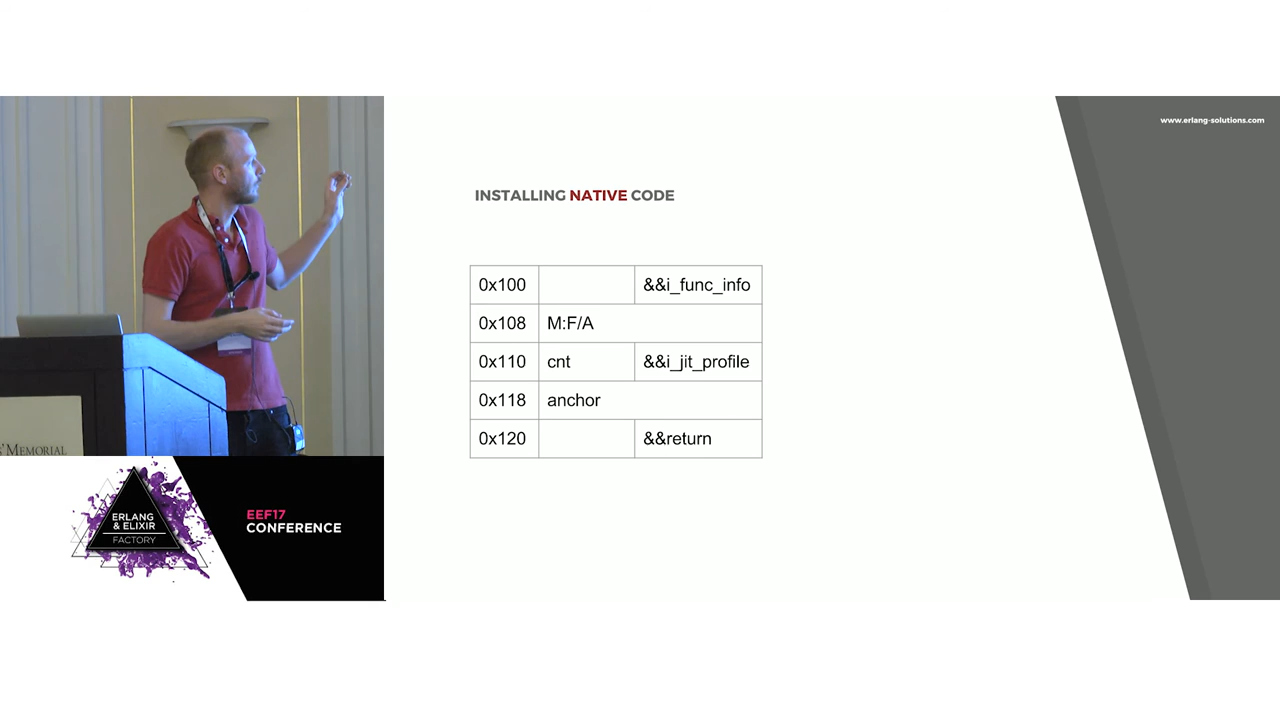 www.erlang-solutions.com
INSTALLING NATIVE CODE
0x100 &&i_func_info
0x108 M:F/A
0x110 cnt &&i_jit_profile
0x118 anchor
0x120 &&return
MEMORIAL
ERLANG
& ELIXIR
FACTORY
EEF17
CONFERENCE